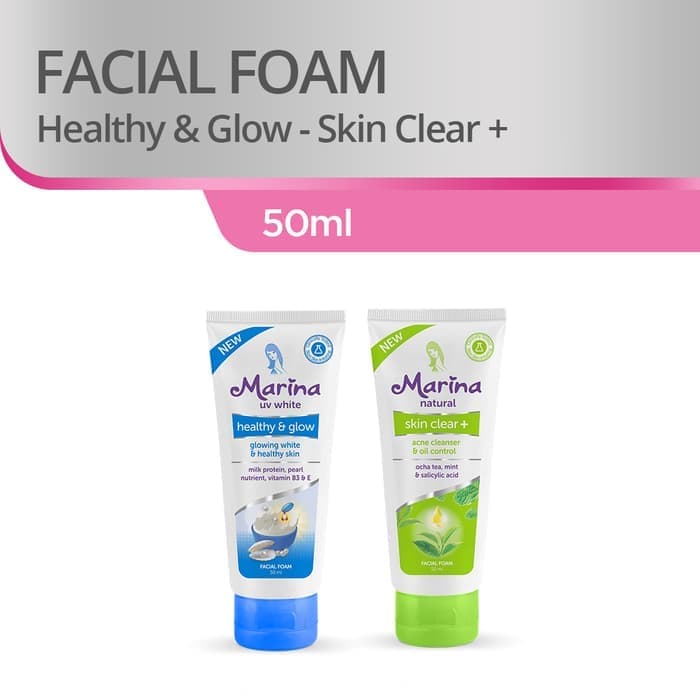 FACIAL FOAM
Healthy & Glow - Skin Clear +
50ml
NEW
Marina
uv white
healthy & glow
glowing white
& healthy skin
milk protein, pearl
nutrient, vitamin B3 & E
FACIAL FOAM
50 ml
NEW
Marina
natural
skin clear+
acne cleanser
& oil control
ocha tea, mint
& salicylic acid
FACIAL FOAM
50 ml